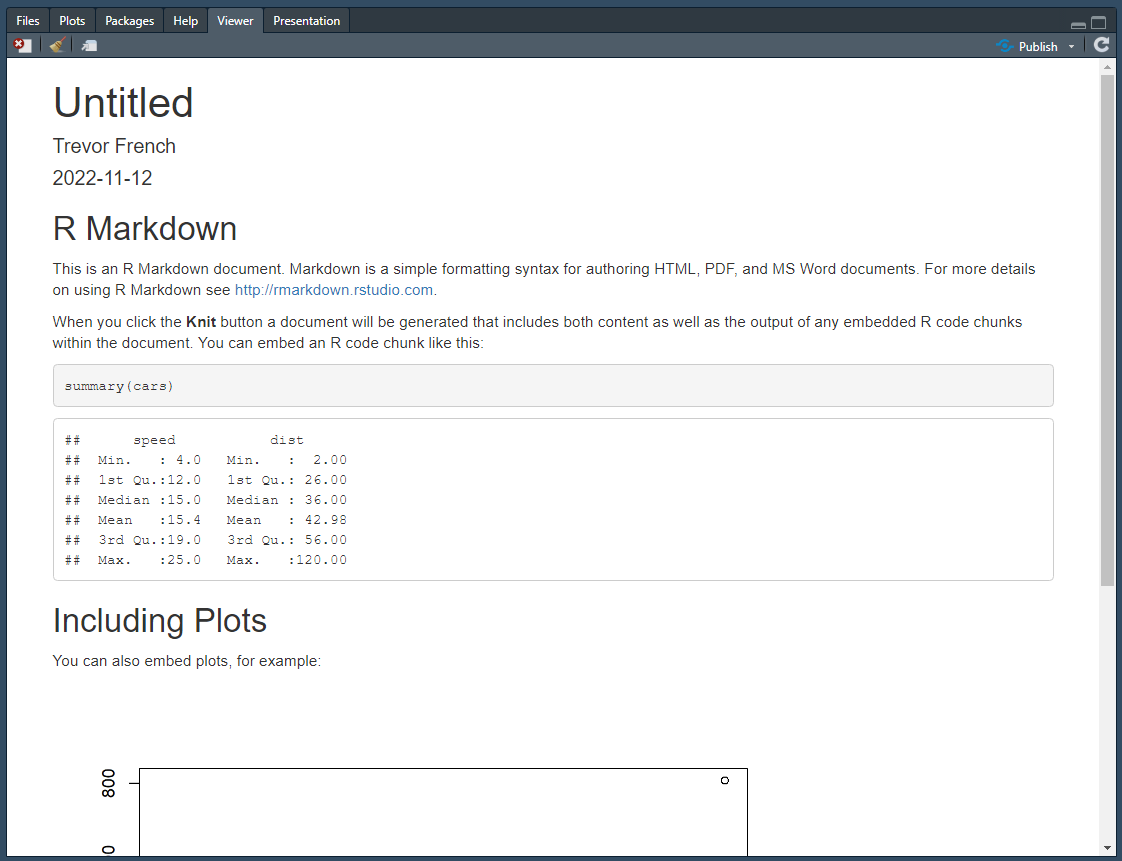 Files Plots Packages Help Viewer Presentation
Publish
Untitled
Trevor French
2022-11-12
R Markdown
This is an R Markdown document. Markdown is a simple formatting syntax for authoring HTML, PDF, and MS Word documents. For more details
on using R Markdown see http://rmarkdown.rstudio.com.
When you click the Knit button a document will be generated that includes both content as well as the output of any embedded R code chunks
within the document. You can embed an R code chunk like this:
summary(cars)
##      speed           dist
##  Min.   : 4.0   Min.   :  2.00
##  1st Qu.:12.0   1st Qu.: 26.00
##  Median :15.0   Median : 36.00
##  Mean   :15.4   Mean   : 42.98
##  3rd Qu.:19.0   3rd Qu.: 56.00
##  Max.   :25.0   Max.   :120.00
Including Plots
You can also embed plots, for example:
800